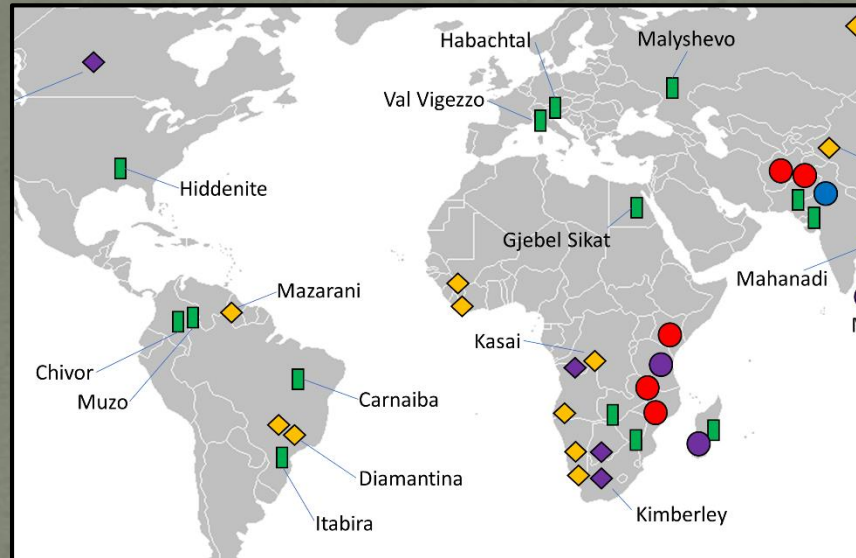 Habachtal
Malyshevo
Val Vigezzo
Hiddenite
Gjebel Sikat
Mahanadi
Mazarani
Kasai
Chivor
Muzo
Carnaiba
Diamantina
Itabira
Kimberley